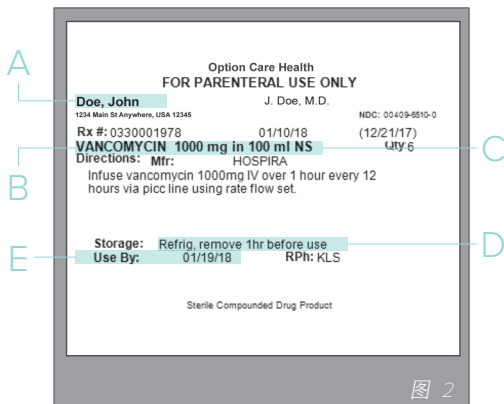 Option Care Health
FOR PARENTERAL USE ONLY
A
Doe, John J. Doe, M.D.
1234 Main St Anywhere, USA 12345 NDC: 00409-6510-0
Rx #: 0330001978 01/10/18 (12/21/17)
B VANCOMYCIN 1000 mg in 100 ml NS Qty 6 C
Directions: Mfr: HOSPIRA
Infuse vancomycin 1000mg IV over 1 hour every 12
hours via picc line using rate flow set.
Storage: Refrig, remove 1hr before use D
E Use By: 01/19/18 RPh: KLS
Sterile Compounded Drug Product
图 2